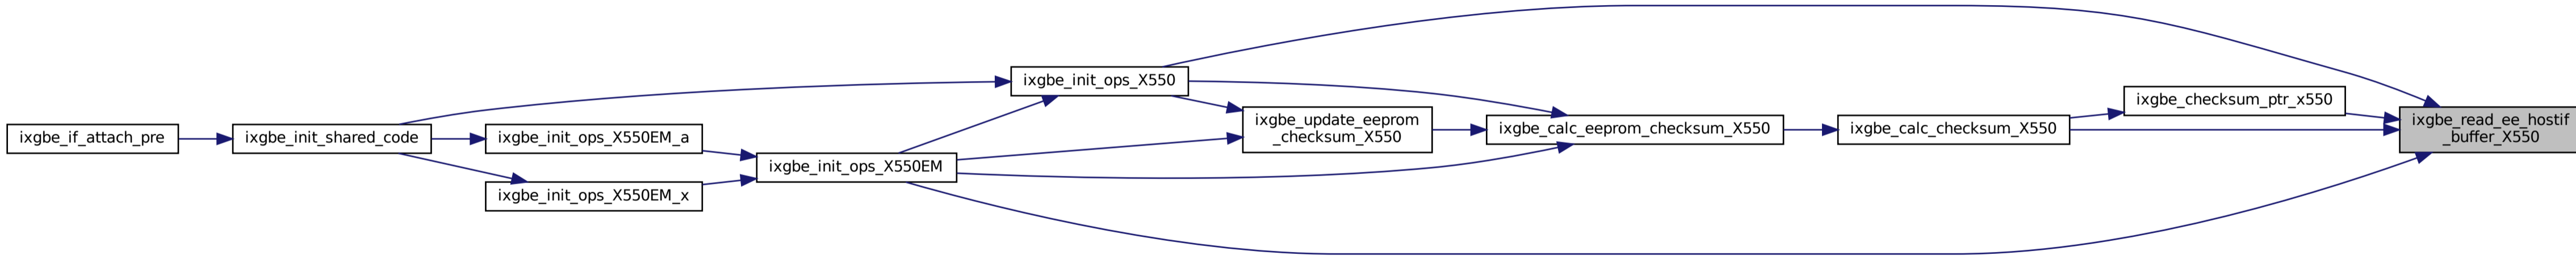 ixgbe_if_attach_pre
ixgbe_init_shared_code
ixgbe_init_ops_X550EM_a
ixgbe_init_ops_X550EM_x
ixgbe_init_ops_X550EM
ixgbe_init_ops_X550
ixgbe_update_eeprom
_checksum_X550
ixgbe_calc_eeprom_checksum_X550
ixgbe_calc_checksum_X550
ixgbe_checksum_ptr_x550
ixgbe_read_ee_hostif
_buffer_X550